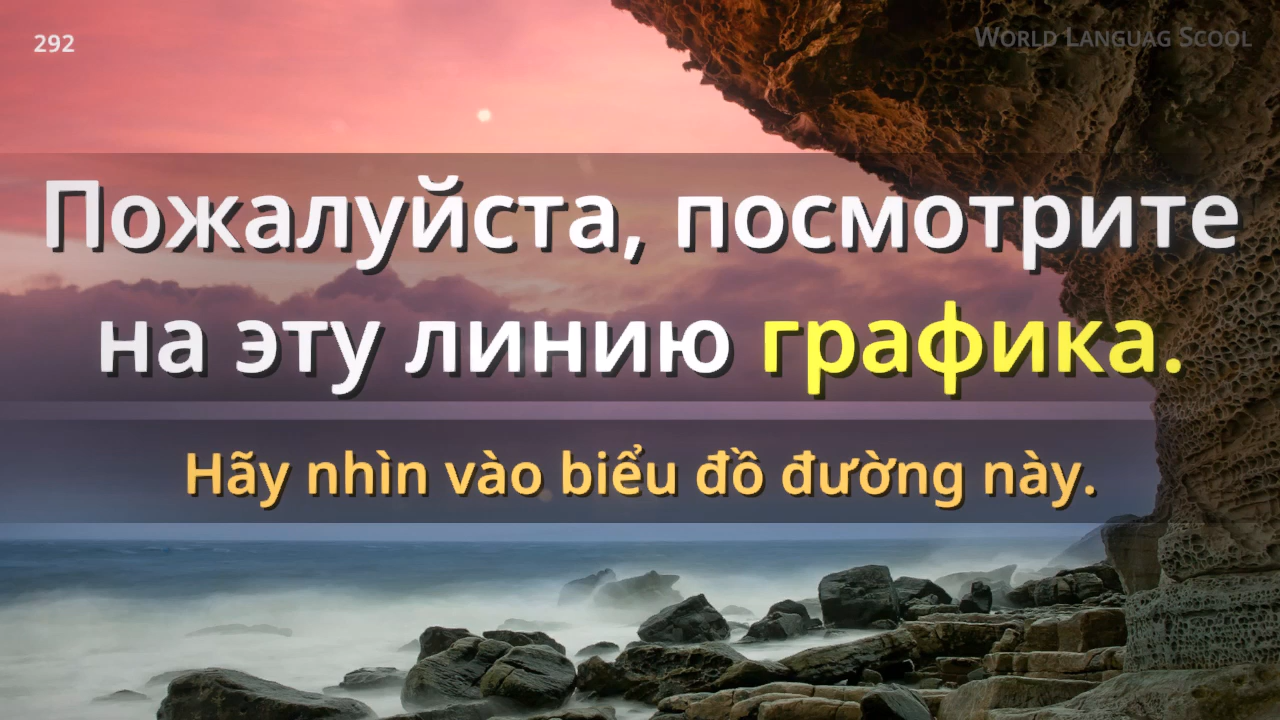 292
World Languag Scool
Пожалуйста, посмотрите
на эту линию графика.
Hãy nhìn vào biểu đồ đường này.